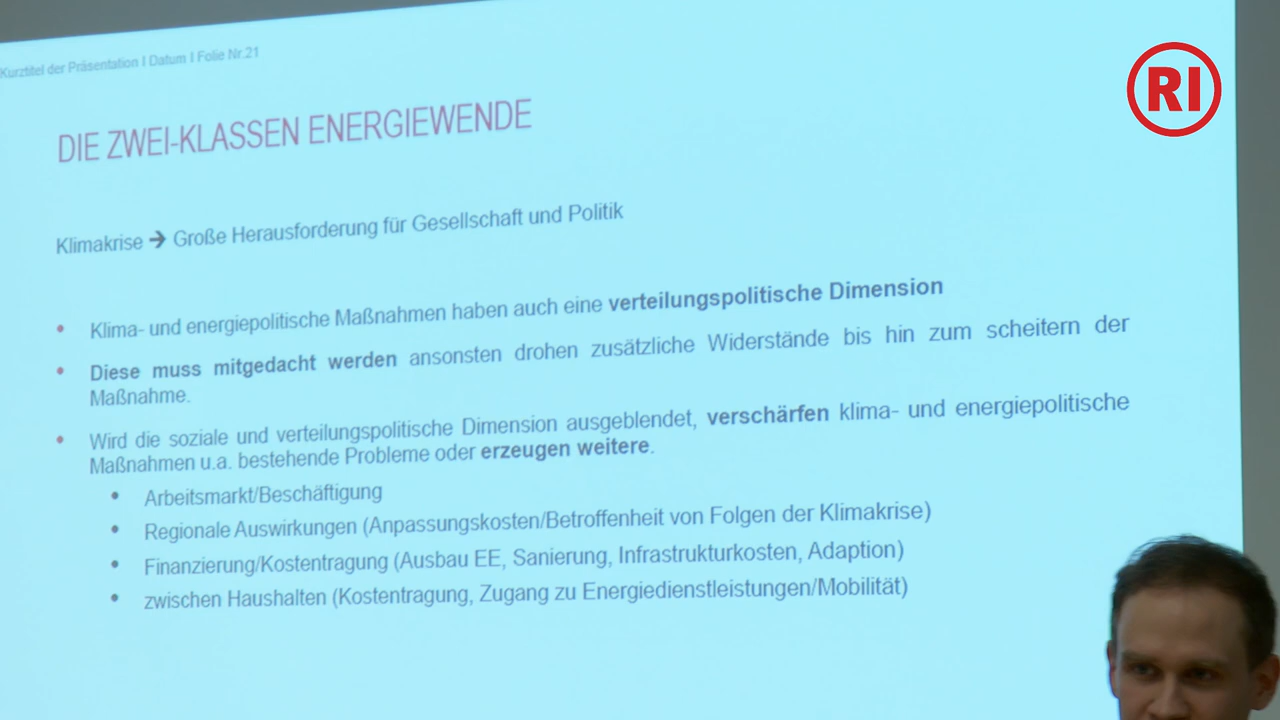 Kurztitel der Präsentation I Datum I Folie Nr.21
RI
DIE ZWEI-KLASSEN ENERGIEWENDE
Klimakrise → Große Herausforderung für Gesellschaft und Politik
• Klima- und energiepolitische Maßnahmen haben auch eine verteilungspolitische Dimension
• Diese muss mitgedacht werden ansonsten drohen zusätzliche Widerstände bis hin zum scheitern der
Maßnahme.
• Wird die soziale und verteilungspolitische Dimension ausgeblendet, verschärfen klima- und energiepolitische
Maßnahmen u.a. bestehende Probleme oder erzeugen weitere.
• Arbeitsmarkt/Beschäftigung
• Regionale Auswirkungen (Anpassungskosten/Betroffenheit von Folgen der Klimakrise)
• Finanzierung/Kostentragung (Ausbau EE, Sanierung, Infrastrukturkosten, Adaption)
• zwischen Haushalten (Kostentragung, Zugang zu Energiedienstleistungen/Mobilität)